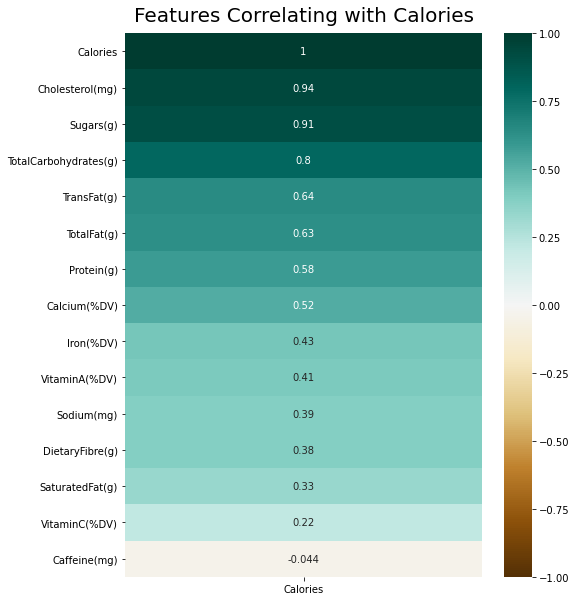 Features Correlating with Calories
Calories 1
Cholesterol(mg) 0.94
Sugars(g) 0.91
TotalCarbohydrates(g) 0.8
TransFat(g) 0.64
TotalFat(g) 0.63
Protein(g) 0.58
Calcium(%DV) 0.52
Iron(%DV) 0.43
VitaminA(%DV) 0.41
Sodium(mg) 0.39
DietaryFibre(g) 0.38
SaturatedFat(g) 0.33
VitaminC(%DV) 0.22
Caffeine(mg) -0.044
Calories
1.00
0.75
0.50
0.25
0.00
−0.25
−0.50
−0.75
−1.00